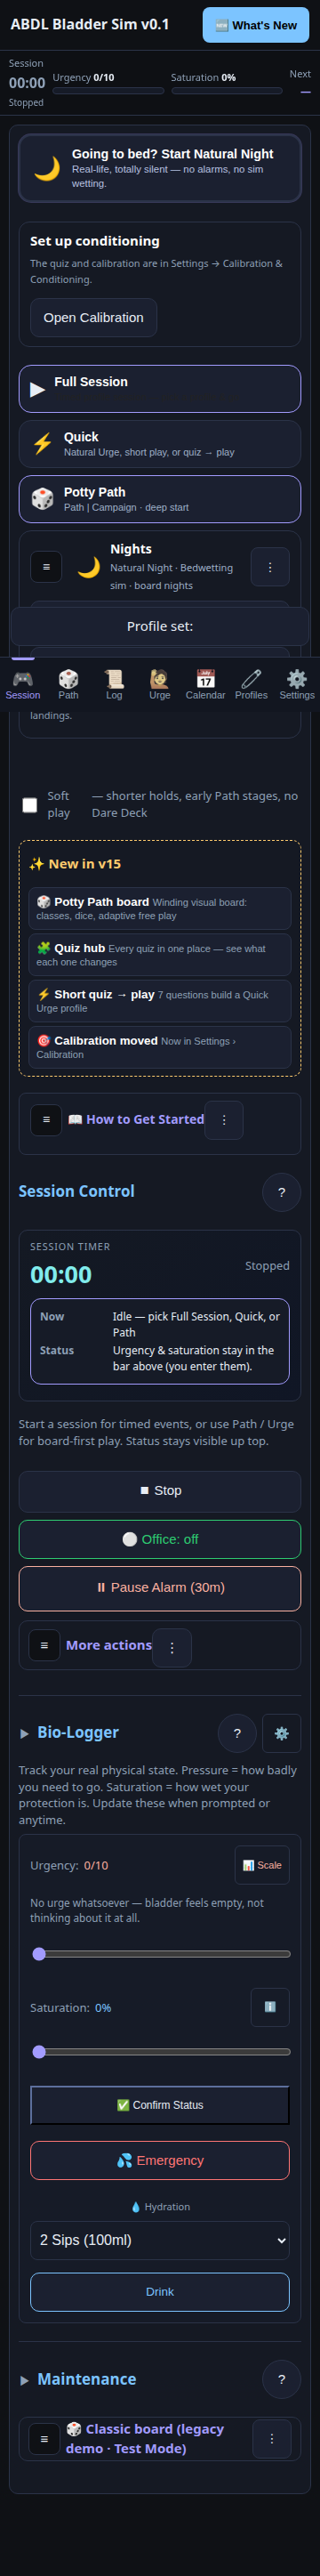 ABDL Bladder Sim v0.1
🆕 What's New
Session
00:00
Stopped
Urgency 0/10
Saturation 0%
Next
—
Going to bed? Start Natural Night
Real-life, totally silent — no alarms, no sim
wetting.
Set up conditioning
The quiz and calibration are in Settings → Calibration &
Conditioning.
Open Calibration
Full Session
Quick
Natural Urge, short play, or quiz → play
Potty Path
Path | Campaign · deep start
Nights
Natural Night · Bedwetting
sim · board nights
Profile set:
Session
Path
Log
Urge
Calendar
Profiles
Settings
landings.
Soft
play
— shorter holds, early Path stages, no
Dare Deck
✨ New in v15
🎲 Potty Path board Winding visual board:
classes, dice, adaptive free play
🧩 Quiz hub Every quiz in one place — see what
each one changes
⚡ Short quiz → play 7 questions build a Quick
Urge profile
🎯 Calibration moved Now in Settings ›
Calibration
📖 How to Get Started
Session Control
?
SESSION TIMER
00:00
Stopped
Now
Idle — pick Full Session, Quick, or
Path
Status
Urgency & saturation stay in the
bar above (you enter them).
Start a session for timed events, or use Path / Urge
for board-first play. Status stays visible up top.
⏹ Stop
⚪ Office: off
⏸ Pause Alarm (30m)
More actions
Bio-Logger
?
Track your real physical state. Pressure = how badly
you need to go. Saturation = how wet your
protection is. Update these when prompted or
anytime.
Urgency: 0/10
📊 Scale
No urge whatsoever — bladder feels empty, not
thinking about it at all.
Saturation: 0%
ℹ️
✅ Confirm Status
💦 Emergency
💧 Hydration
2 Sips (100ml)
Drink
Maintenance
?
🎲 Classic board (legacy
demo · Test Mode)